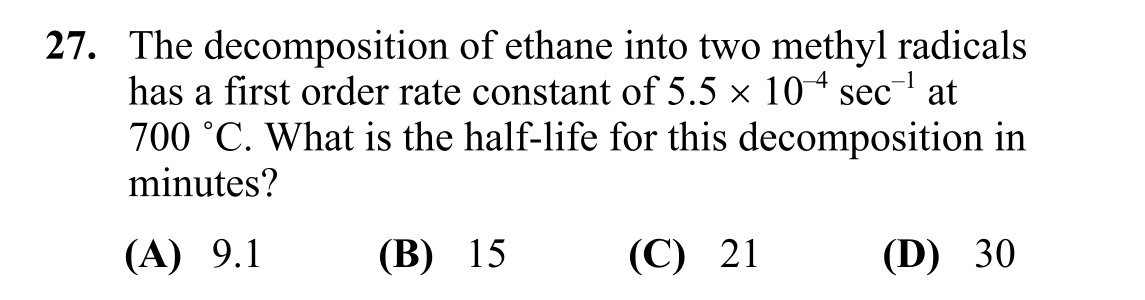 27. The decomposition of ethane into two methyl radicals
has a first order rate constant of 5.5 × 10⁻⁴ sec⁻¹ at
700 ˚C. What is the half-life for this decomposition in
minutes?
(A) 9.1 (B) 15 (C) 21 (D) 30